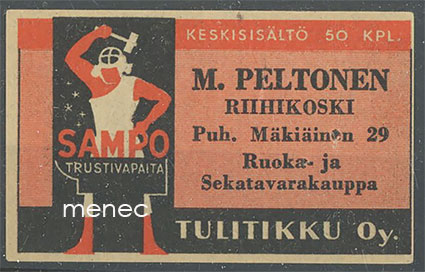 KESKISISÄLTÖ 50 KPL.
M. PELTONEN
RIIHIKOSKI
Puh. Mäkiäinen 29
Ruoka- ja
Sekatavarakauppa
SAMPO
TRUSTIVAPAITA
menec
TULITIKKU Oy.